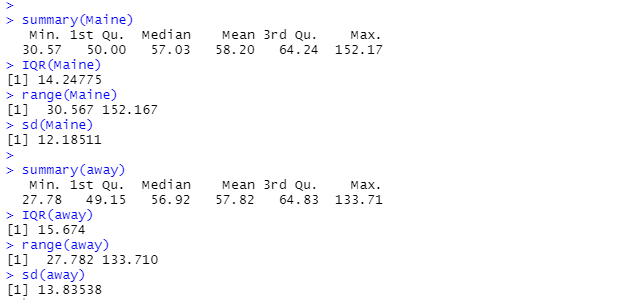 >
> summary(Maine)
   Min. 1st Qu.  Median    Mean 3rd Qu.    Max.
  30.57   50.00   57.03   58.20   64.24  152.17
> IQR(Maine)
[1] 14.24775
> range(Maine)
[1]  30.567 152.167
> sd(Maine)
[1] 12.18511
>
> summary(away)
   Min. 1st Qu.  Median    Mean 3rd Qu.    Max.
  27.78   49.15   56.92   57.82   64.83  133.71
> IQR(away)
[1] 15.674
> range(away)
[1]  27.782 133.710
> sd(away)
[1] 13.83538